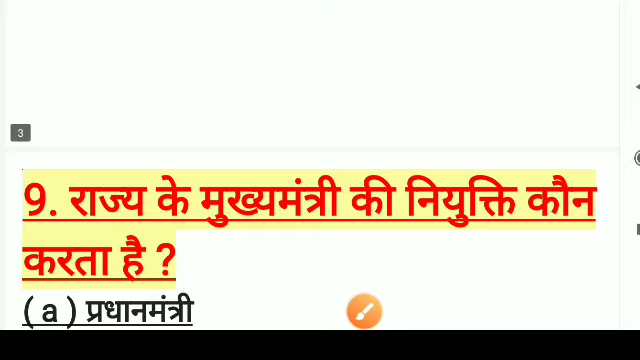 3
9. राज्य के मुख्यमंत्री की नियुक्ति कौन
करता है ?
( a ) प्रधानमंत्री